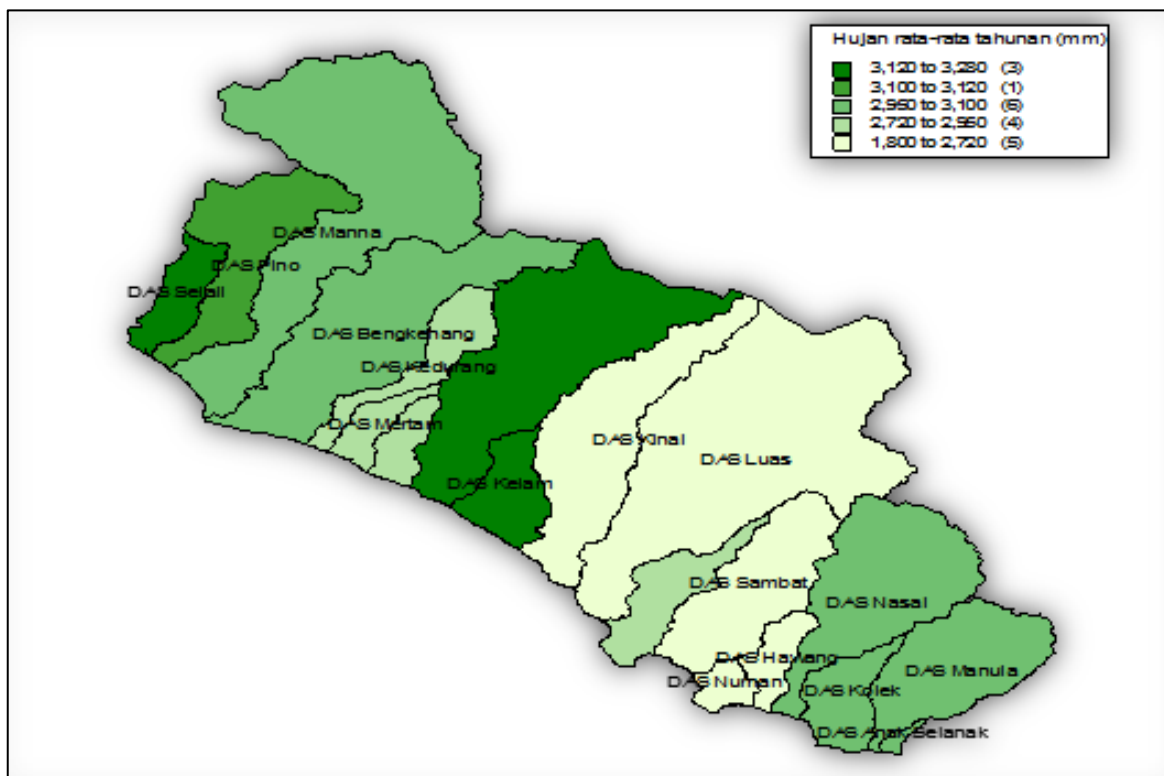 Hujan rata-rata tahunan (mm)
3,120 to 3,280 (3)
3,100 to 3,120 (1)
2,950 to 3,100 (6)
2,720 to 2,950 (4)
1,800 to 2,720 (5)
DAS Manna
DAS Pino
DAS Selali
DAS Bengkenang
DAS Kedurang
DAS Mertam
DAS Kinal
DAS Luas
DAS Kelam
DAS Sambat
DAS Nasal
DAS Hawang
DAS Numan
DAS Manula
DAS Kolek
DAS Anak Selanak